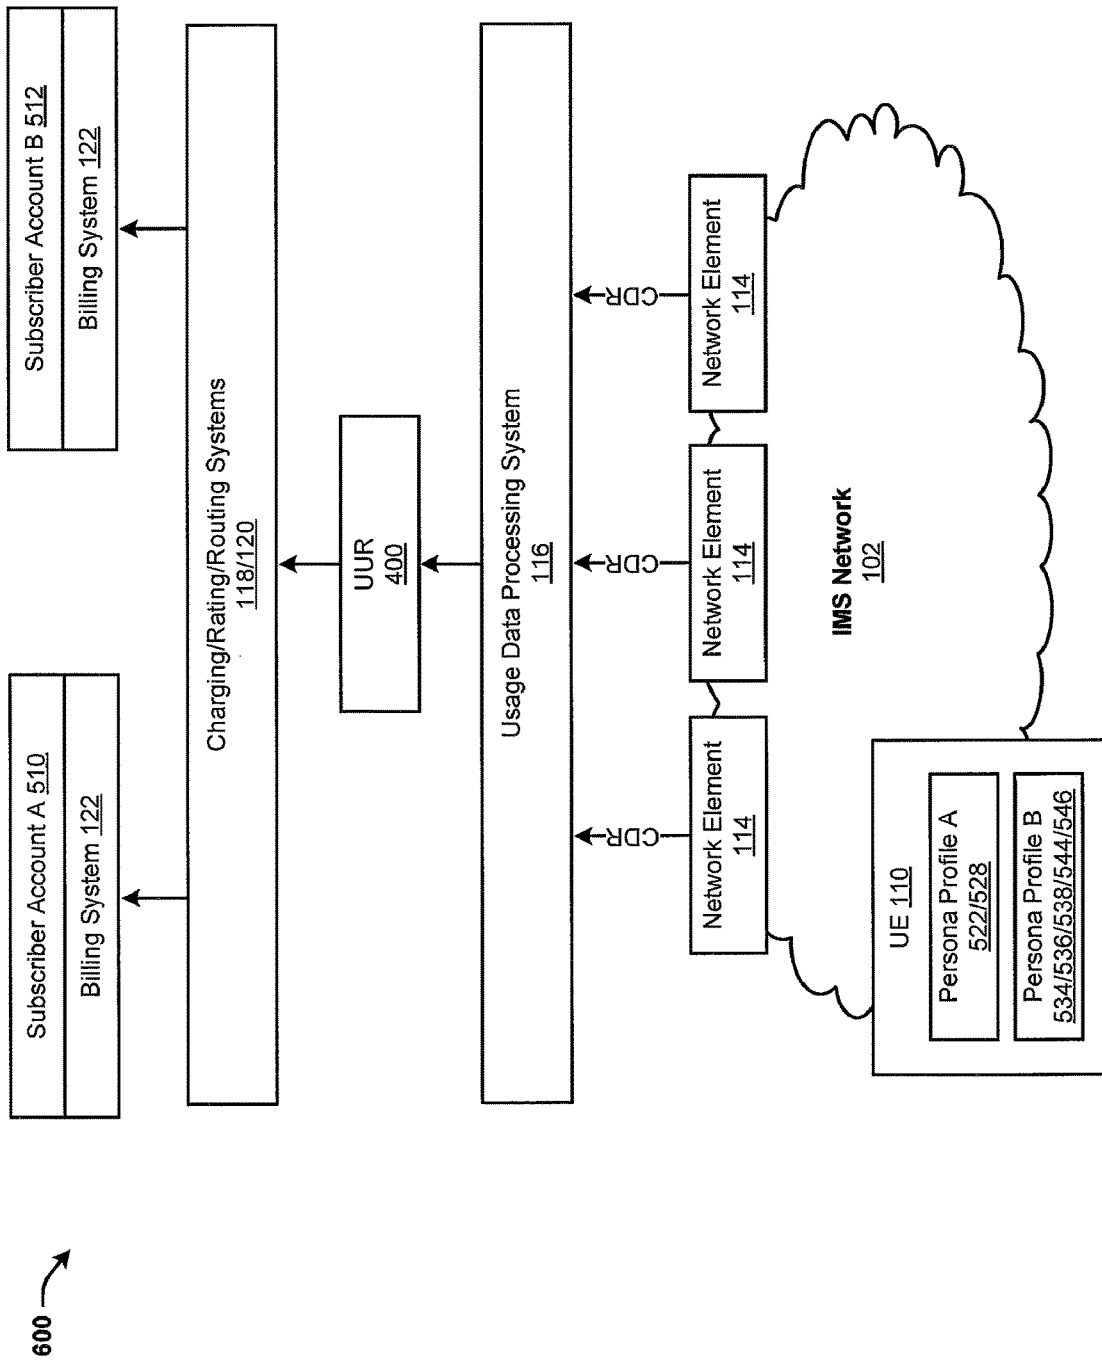 600
Subscriber Account A 510
Billing System 122
Subscriber Account B 512
Billing System 122
Charging/Rating/Routing Systems
118/120
UUR
400
Usage Data Processing System
116
CDR
CDR
CDR
Network Element
114
Network Element
114
Network Element
114
IMS Network
102
UE 110
Persona Profile A
522/528
Persona Profile B
534/536/538/544/546